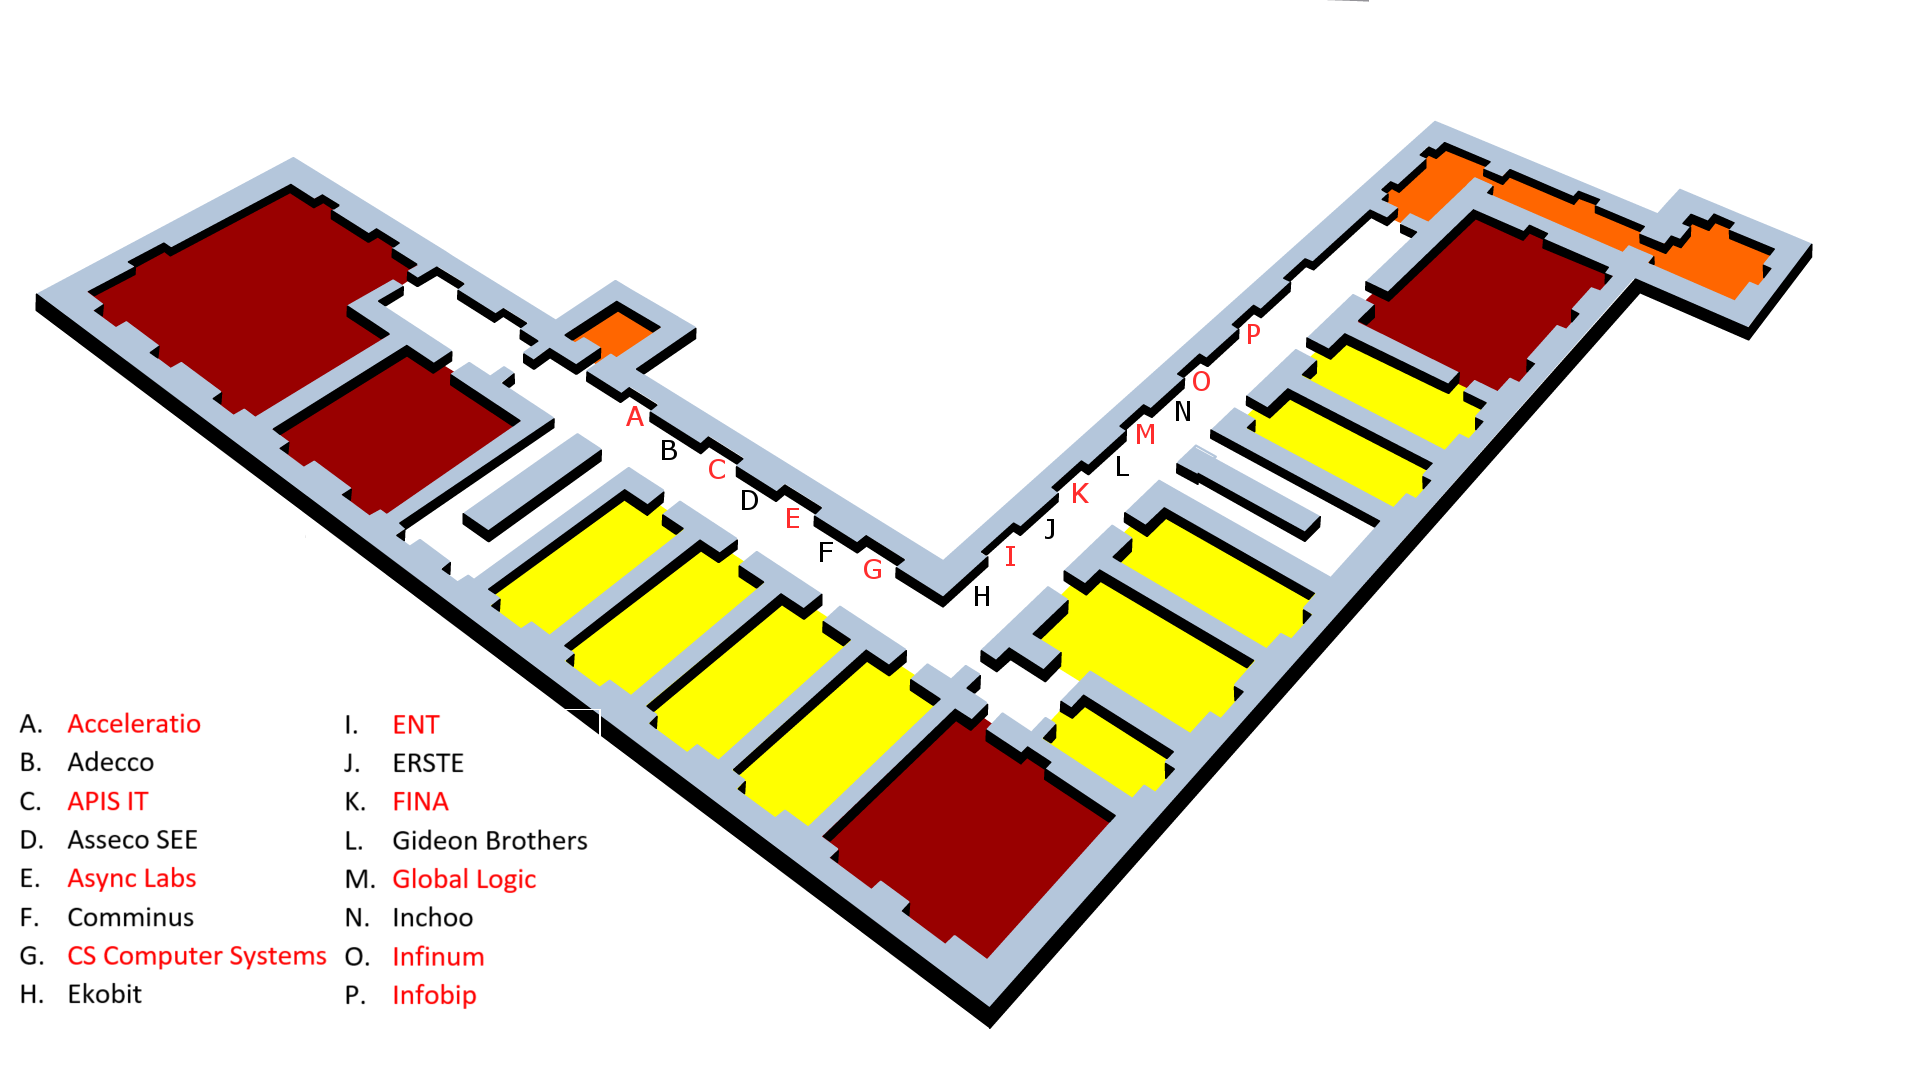 P
O
A
N
M
B
L
C
K
D
E
J
F
I
G
H
A. Acceleratio
B. Adecco
C. APIS IT
D. Asseco SEE
E. Async Labs
F. Comminus
G. CS Computer Systems
H. Ekobit
I. ENT
J. ERSTE
K. FINA
L. Gideon Brothers
M. Global Logic
N. Inchoo
O. Infinum
P. Infobip